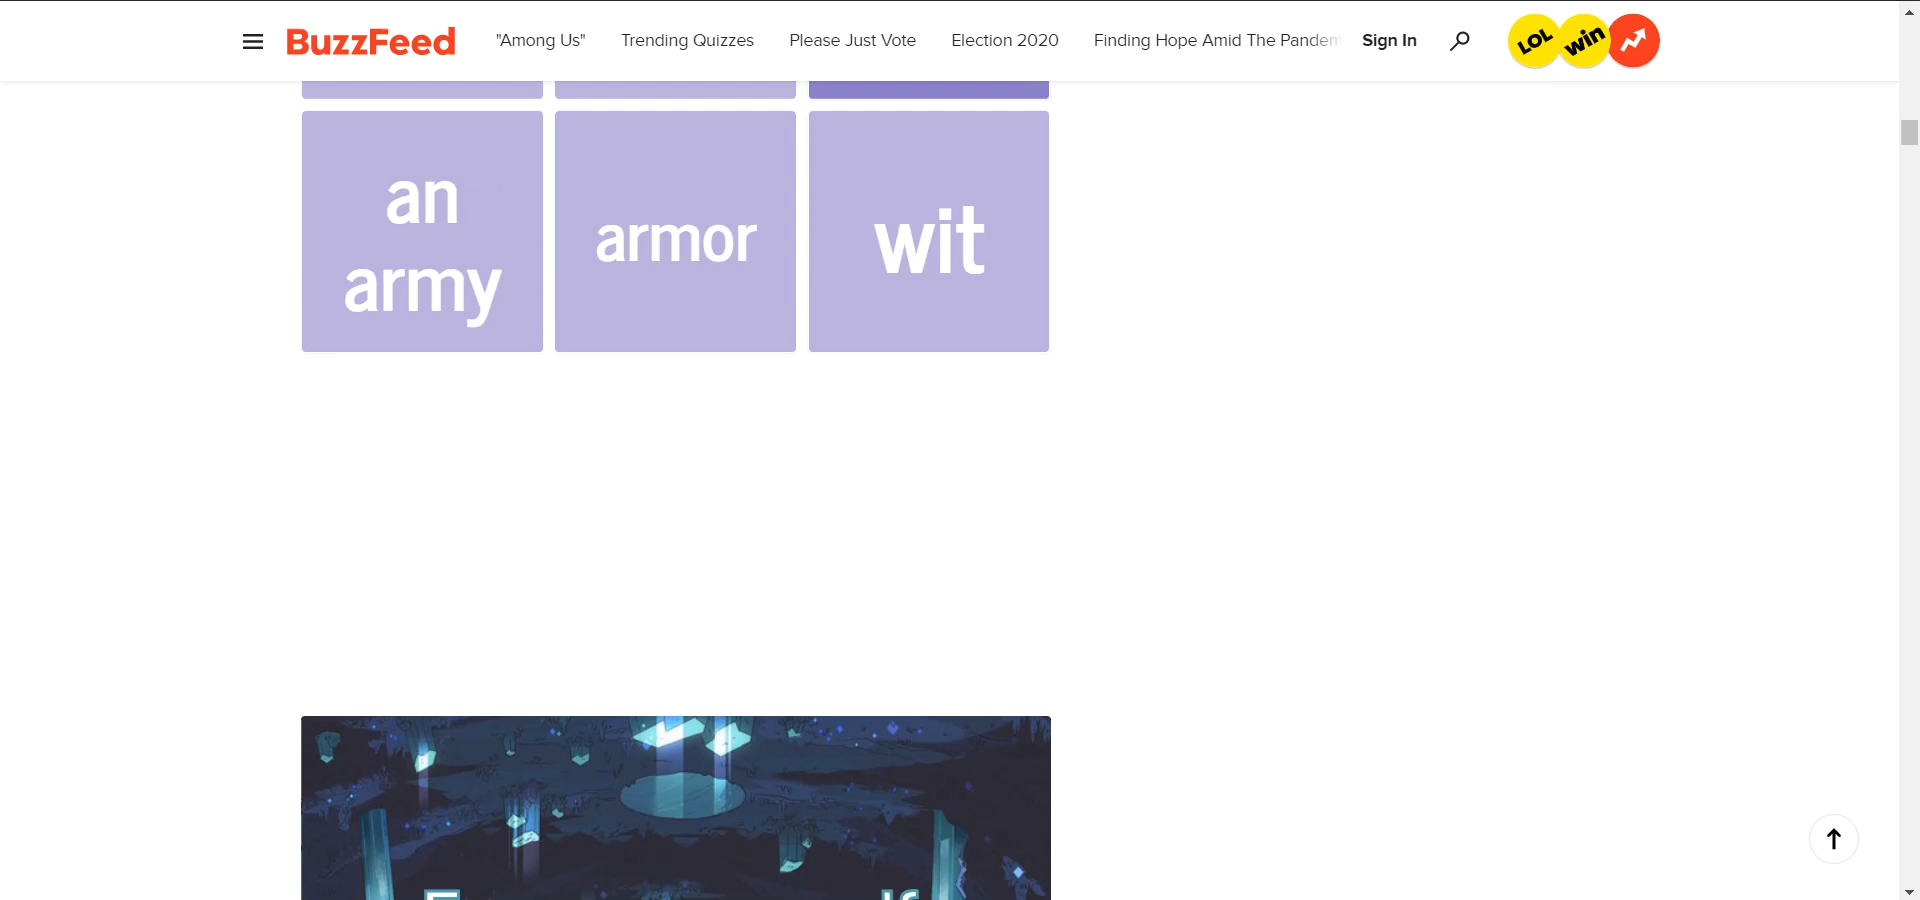 BuzzFeed
"Among Us"
Trending Quizzes
Please Just Vote
Election 2020
Finding Hope Amid The Pandem
Sign In
LOL
win
an
army
armor
wit